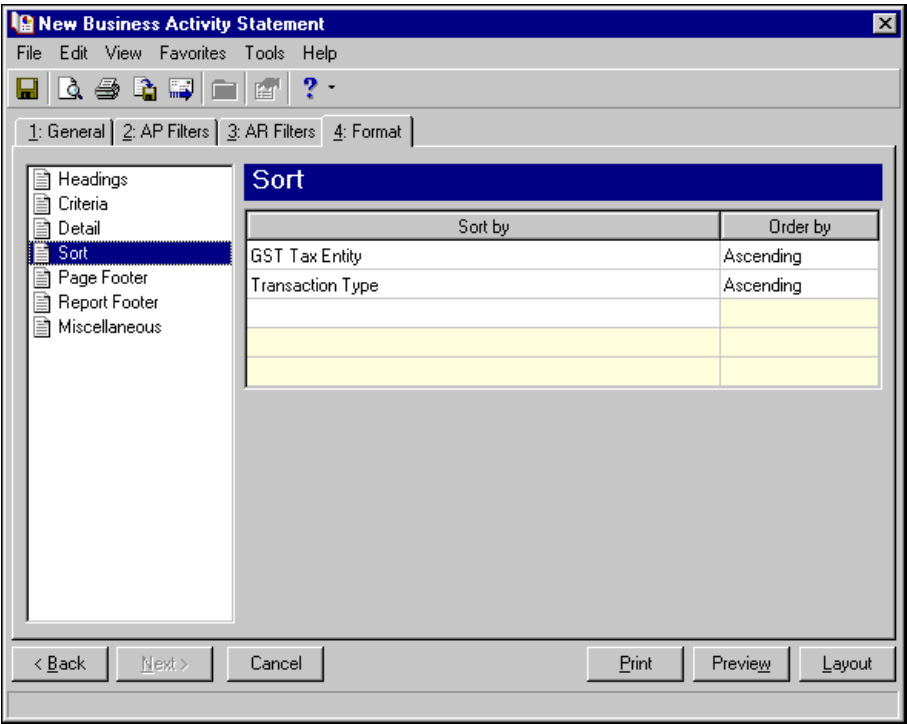 New Business Activity Statement
File Edit View Favorites Tools Help
?
1: General 2: AP Filters 3: AR Filters 4: Format
Headings
Criteria
Detail
Sort
Page Footer
Report Footer
Miscellaneous
Sort
Sort by Order by
GST Tax Entity Ascending
Transaction Type Ascending
< Back Next > Cancel Print Preview Layout